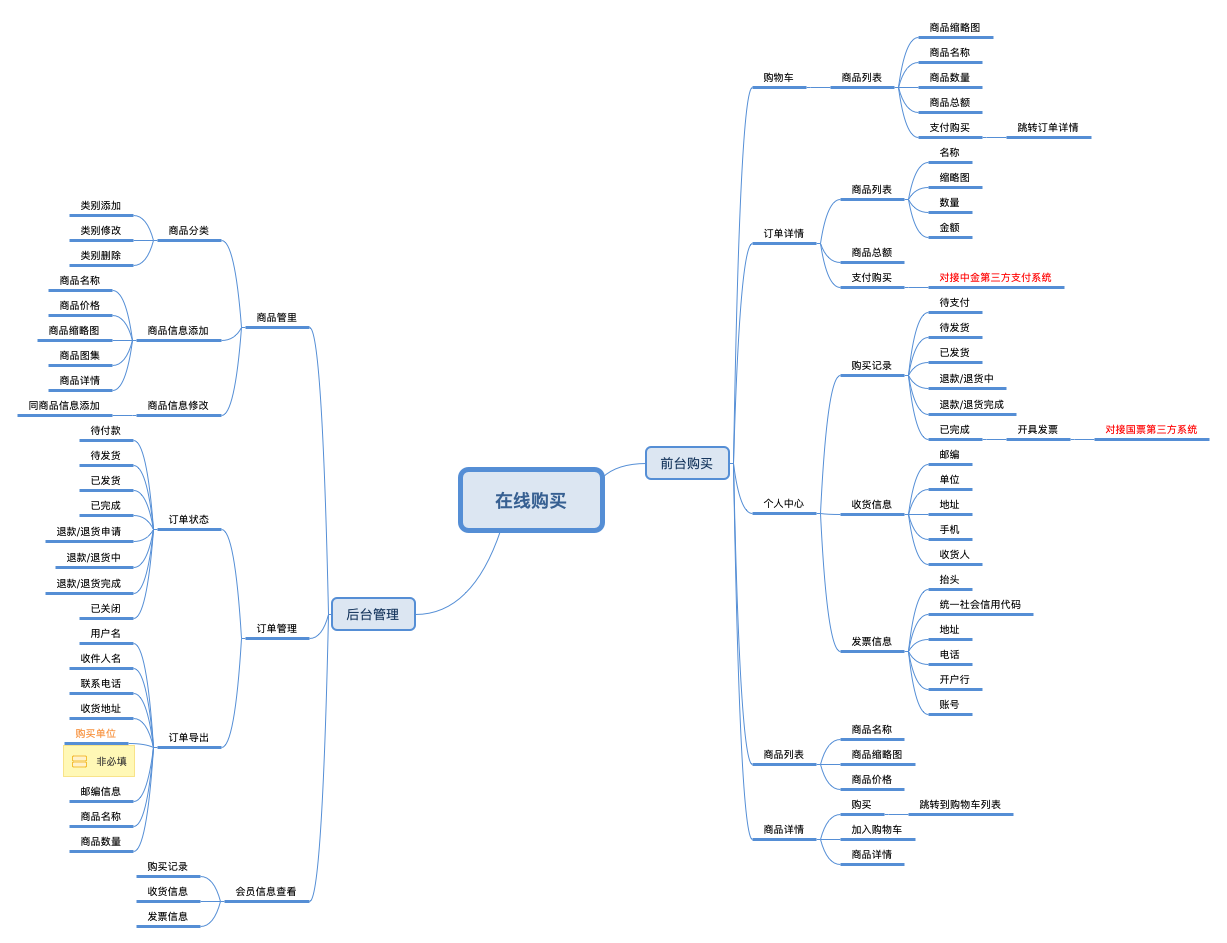 在线购买
前台购买
购物车
商品列表
商品缩略图
商品名称
商品数量
商品总额
支付购买
跳转订单详情
订单详情
商品列表
名称
缩略图
数量
金额
商品总额
支付购买
对接中金第三方支付系统
个人中心
购买记录
待支付
待发货
已发货
退款/退货中
退款/退货完成
已完成
开具发票
对接国票第三方系统
收货信息
邮编
单位
地址
手机
收货人
发票信息
抬头
统一社会信用代码
地址
电话
开户行
账号
商品列表
商品名称
商品缩略图
商品价格
商品详情
购买
跳转到购物车列表
加入购物车
商品详情
后台管理
商品管里
商品分类
类别添加
类别修改
类别删除
商品信息添加
商品名称
商品价格
商品缩略图
商品图集
商品详情
商品信息修改
同商品信息添加
订单管理
订单状态
待付款
待发货
已发货
已完成
退款/退货申请
退款/退货中
退款/退货完成
已关闭
订单导出
用户名
收件人名
联系电话
收货地址
购买单位
非必填
邮编信息
商品名称
商品数量
会员信息查看
购买记录
收货信息
发票信息